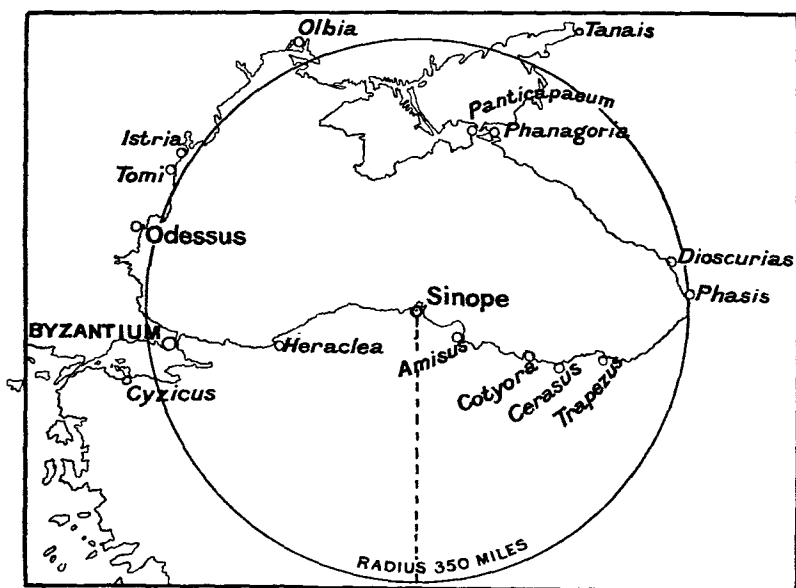 Olbia
Tanais
Panticapaeum
Phanagoria
Istria
Tomi
Odessus
Dioscurias
Phasis
Sinope
BYZANTIUM
Heraclea
Amisus
Cotyora
Cerasus
Trapezus
Cyzicus
RADIUS 350 MILES